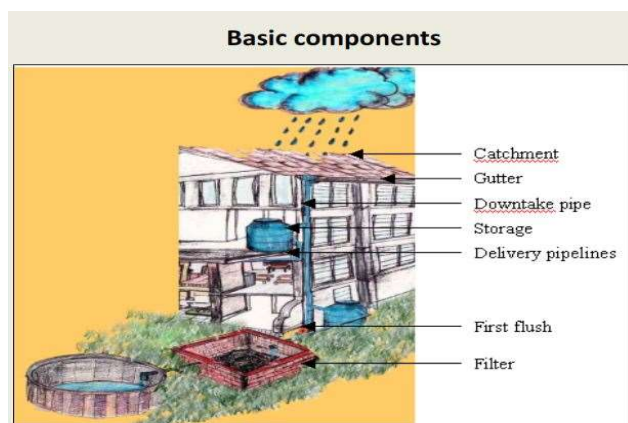 Basic components
Catchment
Gutter
Downtake pipe
Storage
Delivery pipelines
First flush
Filter